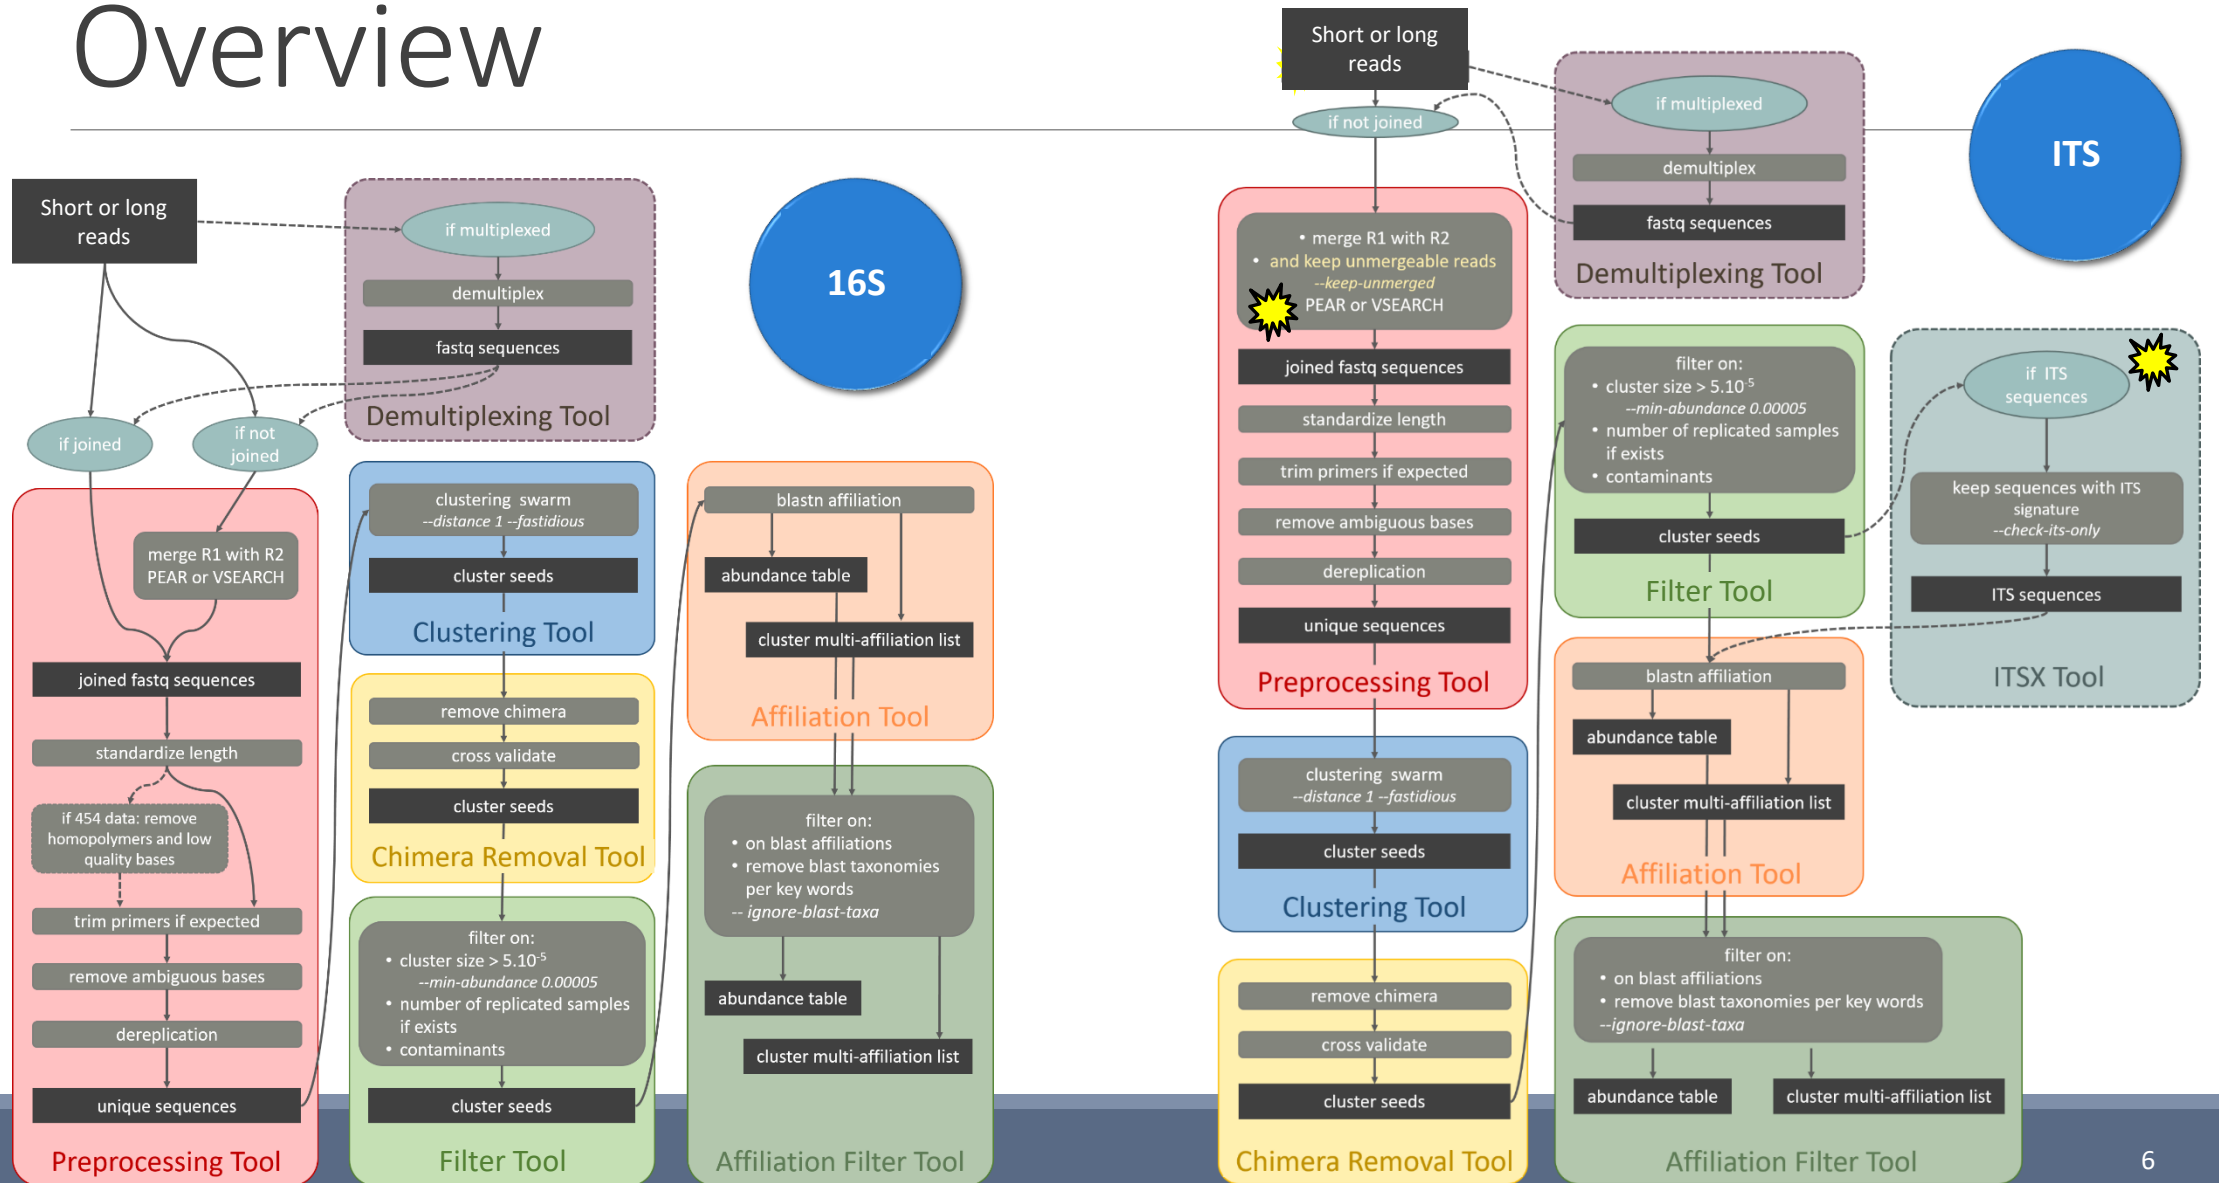 Overview
16S
Short or long
reads
if multiplexed
demultiplex
fastq sequences
Demultiplexing Tool
if joined
if not
joined
merge R1 with R2
PEAR or VSEARCH
joined fastq sequences
standardize length
if 454 data: remove
homopolymers and low
quality bases
trim primers if expected
remove ambiguous bases
dereplication
unique sequences
Preprocessing Tool
clustering swarm
--distance 1 --fastidious
cluster seeds
Clustering Tool
remove chimera
cross validate
cluster seeds
Chimera Removal Tool
filter on:
• cluster size > 5.10⁻⁵
--min-abundance 0.00005
• number of replicated samples
if exists
• contaminants
cluster seeds
Filter Tool
blastn affiliation
abundance table
cluster multi-affiliation list
Affiliation Tool
filter on:
• on blast affiliations
• remove blast taxonomies
per key words
-- ignore-blast-taxa
abundance table
cluster multi-affiliation list
Affiliation Filter Tool
ITS
Short or long
reads
if not joined
if multiplexed
demultiplex
fastq sequences
Demultiplexing Tool
• merge R1 with R2
• and keep unmergeable reads
--keep-unmerged
PEAR or VSEARCH
joined fastq sequences
standardize length
trim primers if expected
remove ambiguous bases
dereplication
unique sequences
Preprocessing Tool
clustering swarm
--distance 1 --fastidious
cluster seeds
Clustering Tool
remove chimera
cross validate
cluster seeds
Chimera Removal Tool
filter on:
• cluster size > 5.10⁻⁵
--min-abundance 0.00005
• number of replicated samples
if exists
• contaminants
cluster seeds
Filter Tool
if ITS
sequences
keep sequences with ITS
signature
--check-its-only
ITS sequences
ITSX Tool
blastn affiliation
abundance table
cluster multi-affiliation list
Affiliation Tool
filter on:
• on blast affiliations
• remove blast taxonomies per key words
--ignore-blast-taxa
abundance table
cluster multi-affiliation list
Affiliation Filter Tool
6